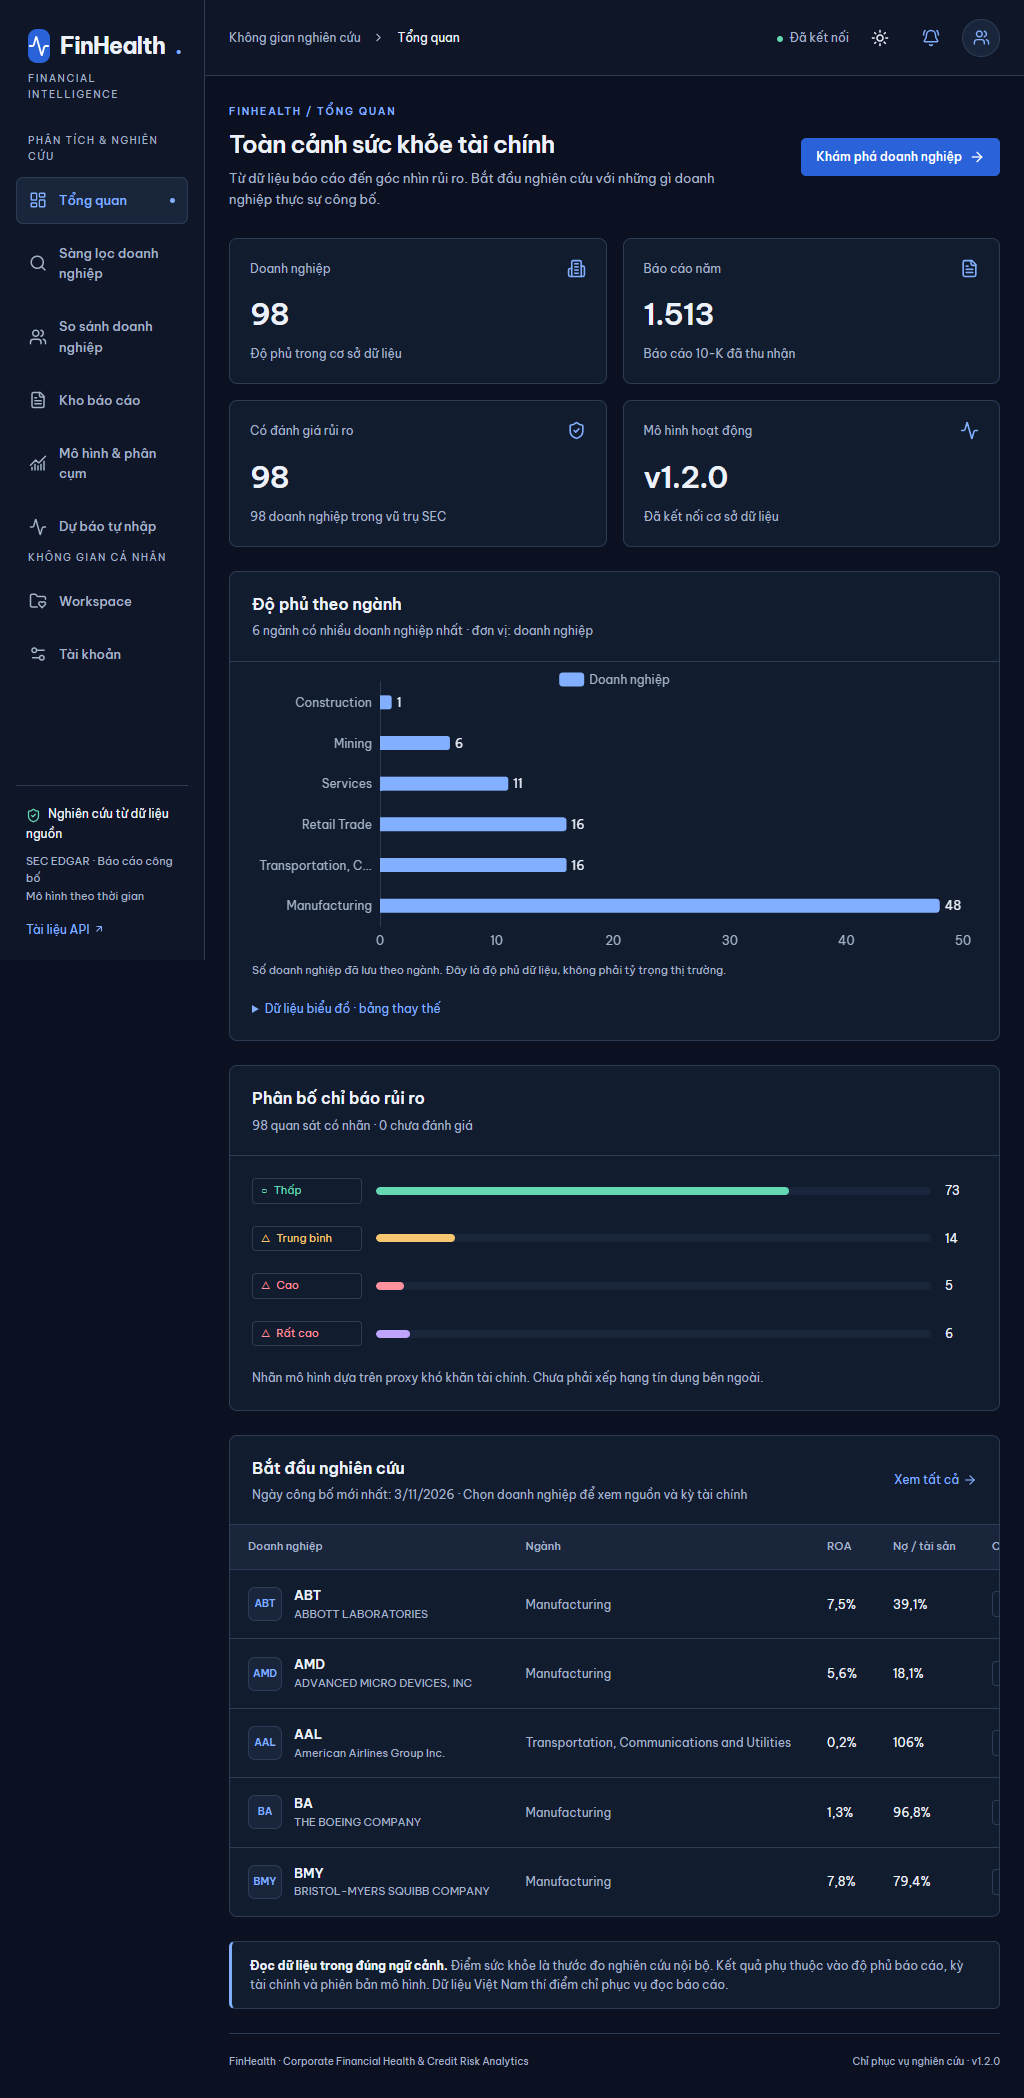 FinHealth.
FINANCIAL
INTELLIGENCE
PHÂN TÍCH & NGHIÊN
CỨU
Tổng quan
Sàng lọc doanh
nghiệp
So sánh doanh
nghiệp
Kho báo cáo
Mô hình & phân
cụm
Dự báo tự nhập
KHÔNG GIAN CÁ NHÂN
Workspace
Tài khoản
Nghiên cứu từ dữ liệu
nguồn
SEC EDGAR · Báo cáo công
bố
Mô hình theo thời gian
Tài liệu API ↗
Không gian nghiên cứu > Tổng quan
Đã kết nối
FINHEALTH / TỔNG QUAN
Toàn cảnh sức khỏe tài chính
Từ dữ liệu báo cáo đến góc nhìn rủi ro. Bắt đầu nghiên cứu với những gì doanh
nghiệp thực sự công bố.
Khám phá doanh nghiệp →
Doanh nghiệp
98
Độ phủ trong cơ sở dữ liệu
Báo cáo năm
1.513
Báo cáo 10-K đã thu nhận
Có đánh giá rủi ro
98
98 doanh nghiệp trong vũ trụ SEC
Mô hình hoạt động
v1.2.0
Đã kết nối cơ sở dữ liệu
Độ phủ theo ngành
6 ngành có nhiều doanh nghiệp nhất · đơn vị: doanh nghiệp
Doanh nghiệp
Construction 1
Mining 6
Services 11
Retail Trade 16
Transportation, C... 16
Manufacturing 48
0 10 20 30 40 50
Số doanh nghiệp đã lưu theo ngành. Đây là độ phủ dữ liệu, không phải tỷ trọng thị trường.
▶ Dữ liệu biểu đồ · bảng thay thế
Phân bố chỉ báo rủi ro
98 quan sát có nhãn · 0 chưa đánh giá
○ Thấp 73
△ Trung bình 14
△ Cao 5
△ Rất cao 6
Nhãn mô hình dựa trên proxy khó khăn tài chính. Chưa phải xếp hạng tín dụng bên ngoài.
Bắt đầu nghiên cứu
Ngày công bố mới nhất: 3/11/2026 · Chọn doanh nghiệp để xem nguồn và kỳ tài chính
Xem tất cả →
Doanh nghiệp Ngành ROA Nợ / tài sản
ABT ABT Manufacturing 7,5% 39,1%
ABBOTT LABORATORIES
AMD AMD Manufacturing 5,6% 18,1%
ADVANCED MICRO DEVICES, INC
AAL AAL Transportation, Communications and Utilities 0,2% 106%
American Airlines Group Inc.
BA BA Manufacturing 1,3% 96,8%
THE BOEING COMPANY
BMY BMY Manufacturing 7,8% 79,4%
BRISTOL-MYERS SQUIBB COMPANY
Đọc dữ liệu trong đúng ngữ cảnh. Điểm sức khỏe là thước đo nghiên cứu nội bộ. Kết quả phụ thuộc vào độ phủ báo cáo, kỳ
tài chính và phiên bản mô hình. Dữ liệu Việt Nam thí điểm chỉ phục vụ đọc báo cáo.
FinHealth · Corporate Financial Health & Credit Risk Analytics
Chỉ phục vụ nghiên cứu · v1.2.0